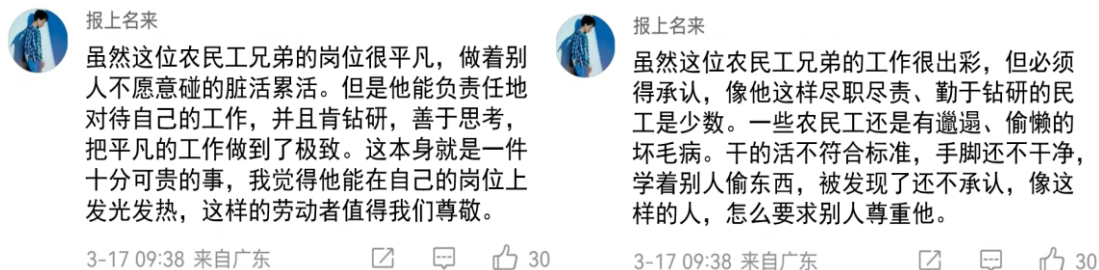 报上名来
虽然这位农民工兄弟的岗位很平凡，做着别
人不愿意碰的脏活累活。但是他能负责任地
对待自己的工作，并且肯钻研，善于思考，
把平凡的工作做到了极致。这本身就是一件
十分可贵的事，我觉得他能在自己的岗位上
发光发热，这样的劳动者值得我们尊敬。
3-17 09:38 来自广东
30
报上名来
虽然这位农民工兄弟的工作很出彩，但必须
得承认，像他这样尽职尽责、勤于钻研的民
工是少数。一些农民工还是有邋遢、偷懒的
坏毛病。干的活不符合标准，手脚还不干净，
学着别人偷东西，被发现了还不承认，像这
样的人，怎么要求别人尊重他。
3-17 09:38 来自广东
30